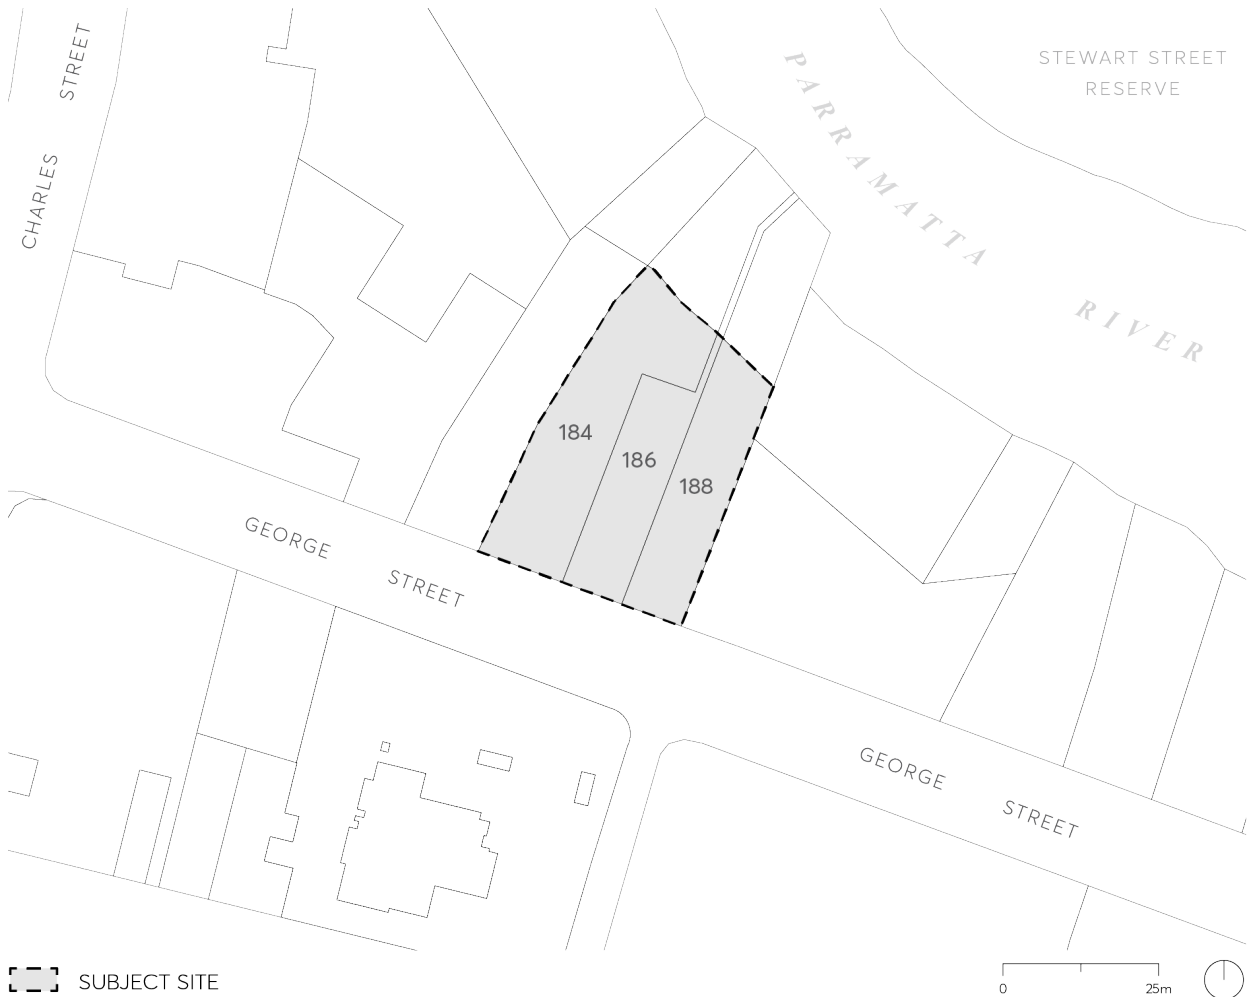 STEWART STREET
RESERVE
CHARLES STREET
PARRAMATTA RIVER
184
186
188
GEORGE STREET
GEORGE STREET
SUBJECT SITE
0 25m